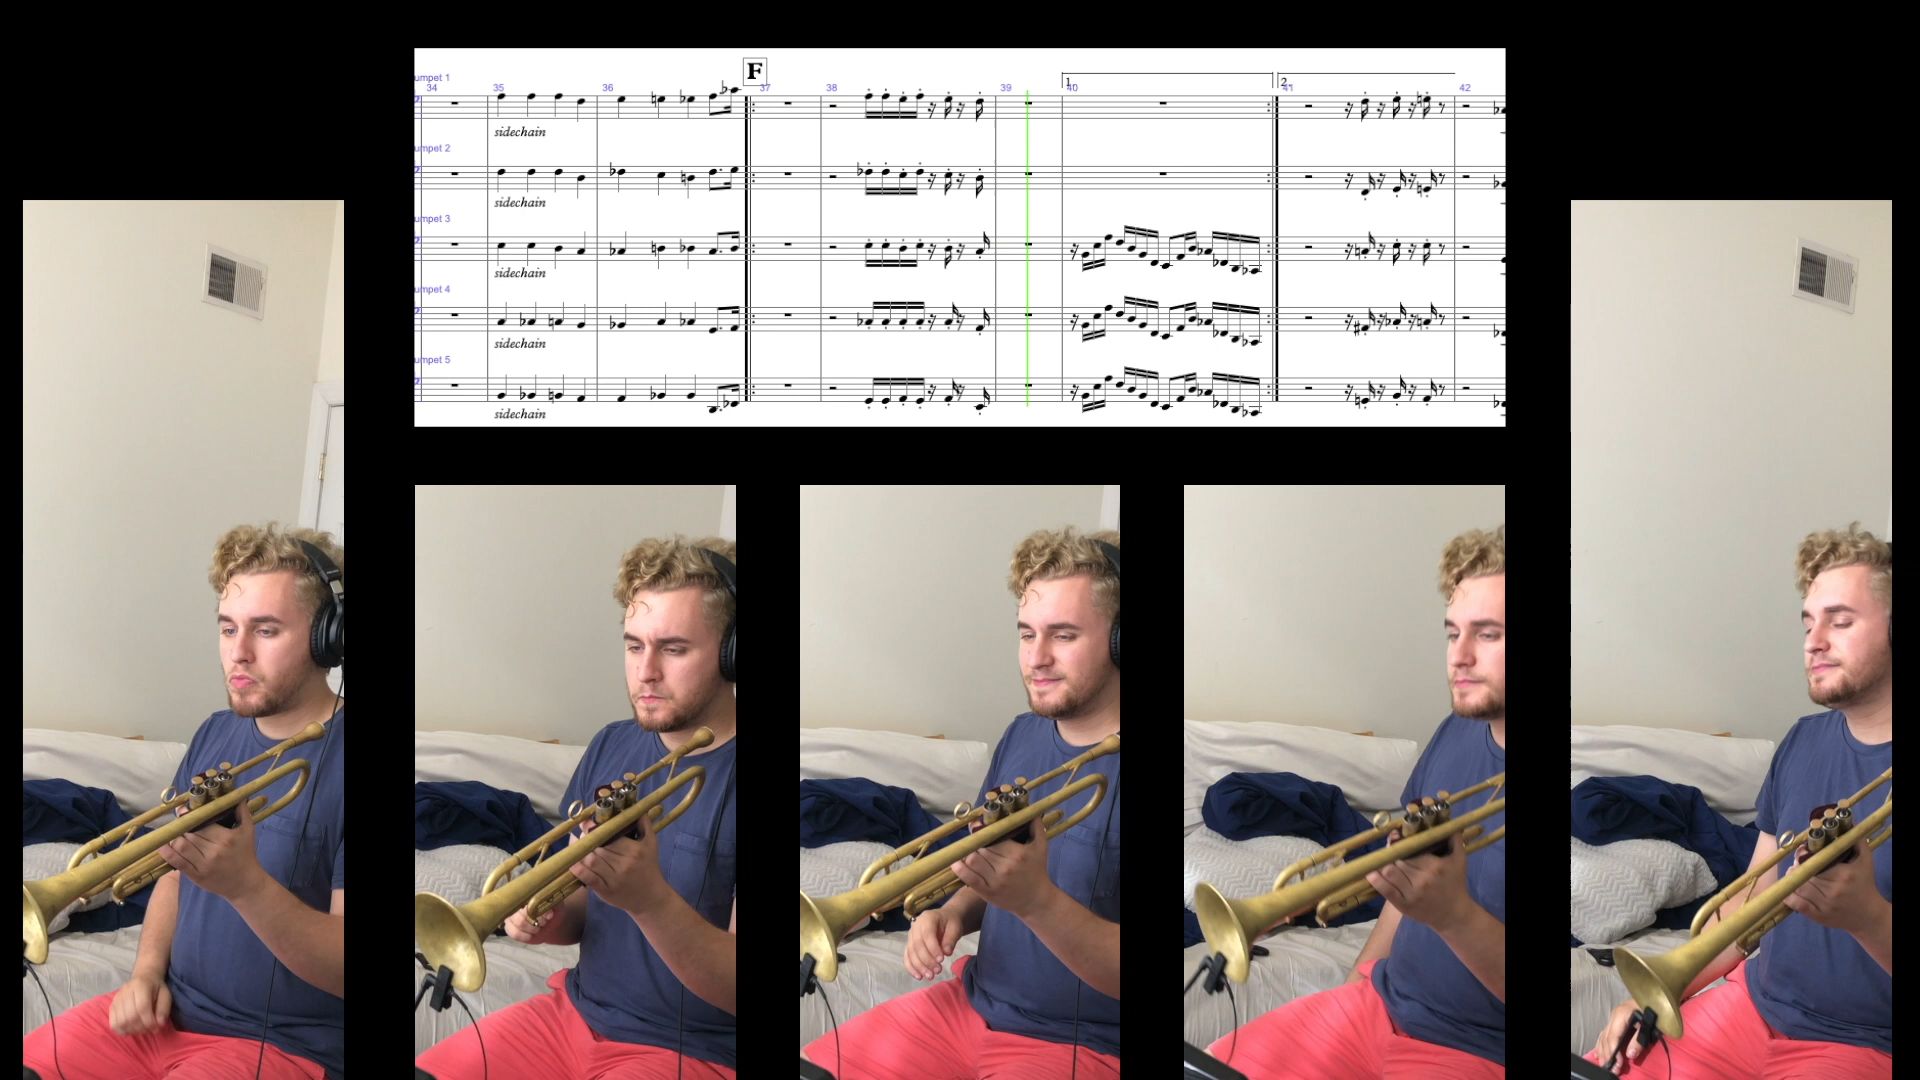 F
umpet 1
34 35 36 37 38 39 40 41 42
1.
2.
sidechain
umpet 2
sidechain
umpet 3
sidechain
umpet 4
sidechain
umpet 5
sidechain